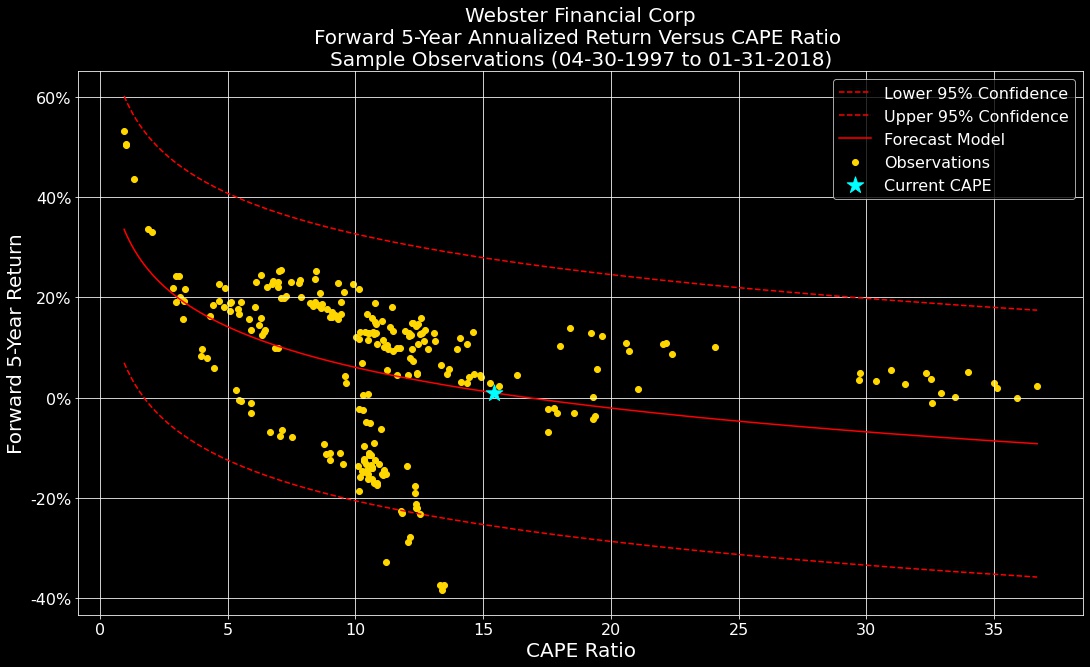 Webster Financial Corp
Forward 5-Year Annualized Return Versus CAPE Ratio
Sample Observations (04-30-1997 to 01-31-2018)
Lower 95% Confidence
Upper 95% Confidence
Forecast Model
Observations
Current CAPE
Forward 5-Year Return
60%
40%
20%
0%
-20%
-40%
0 5 10 15 20 25 30 35
CAPE Ratio